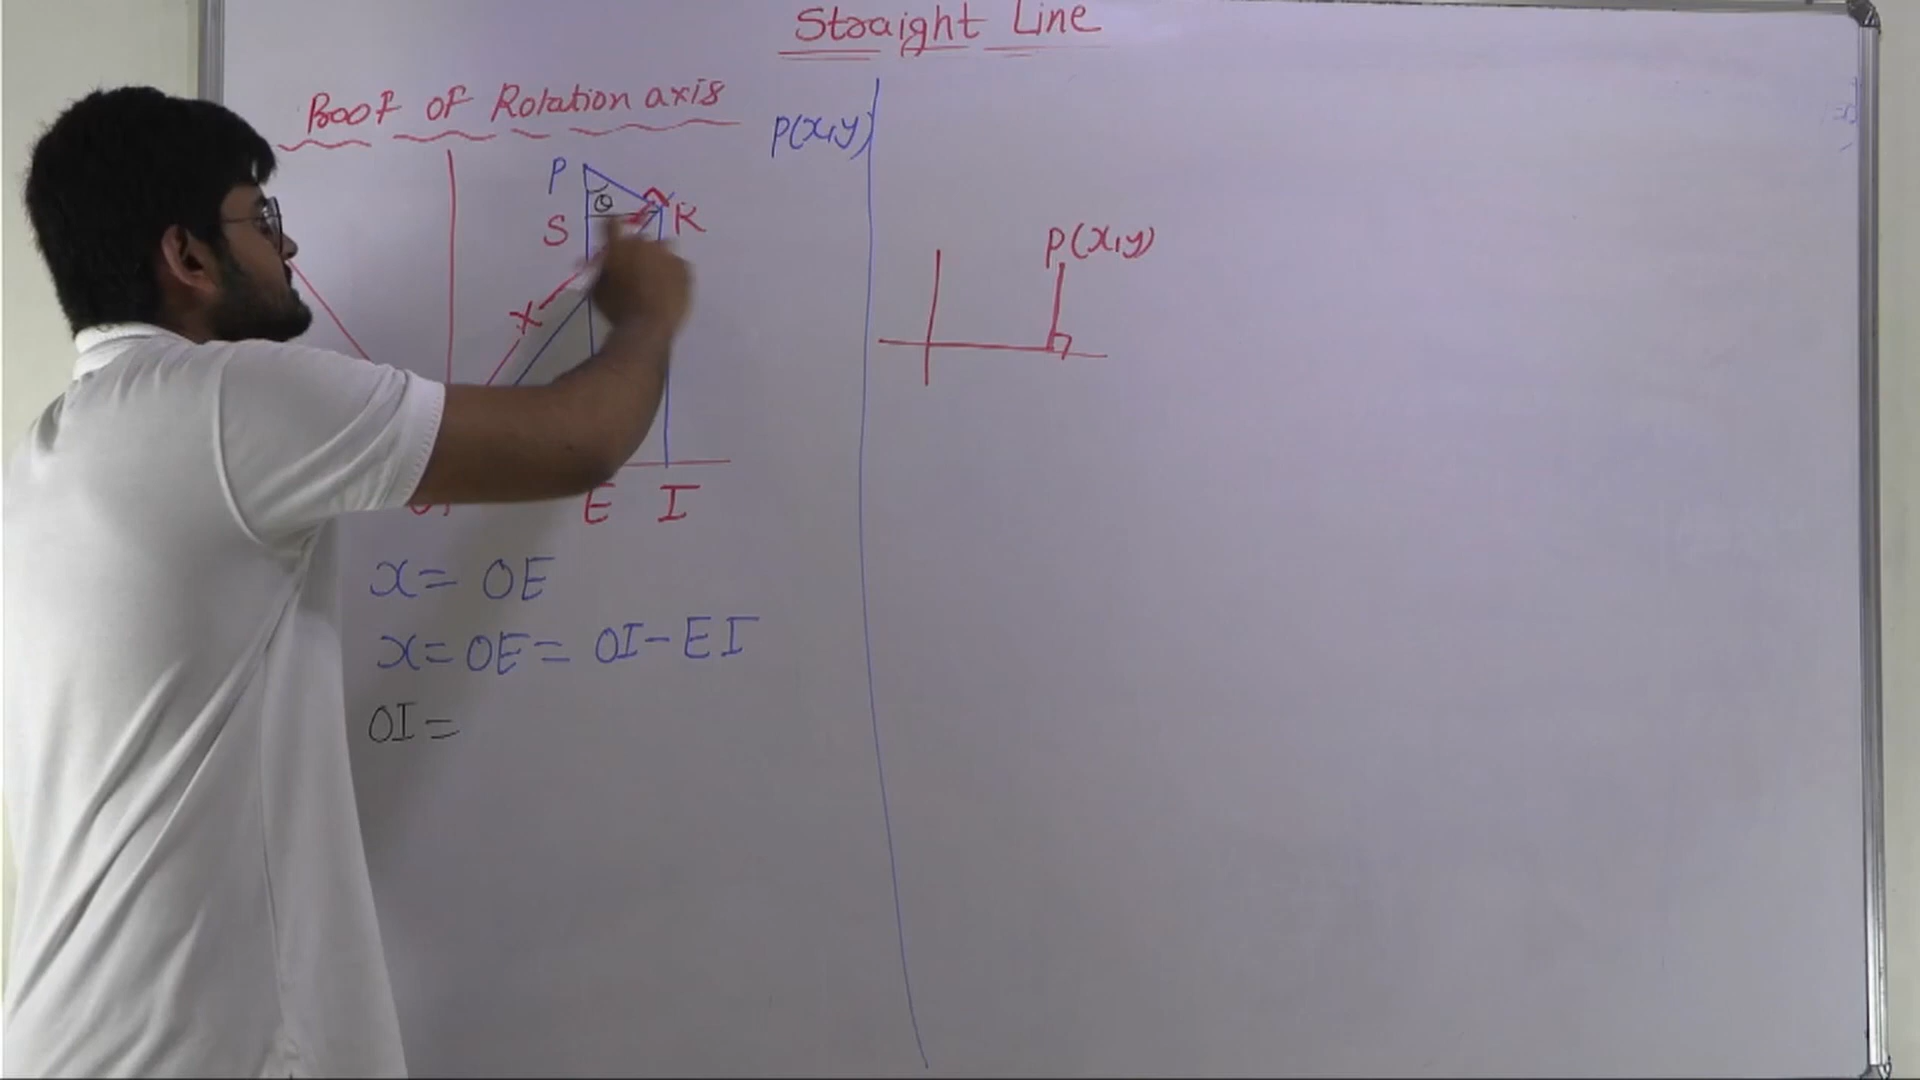 Straight Line
Proof of Rotation axis
P(x,y)
P
θ
S
R
X
P(x,y)
E I
x = OE
x = OE = OI - EI
OI =